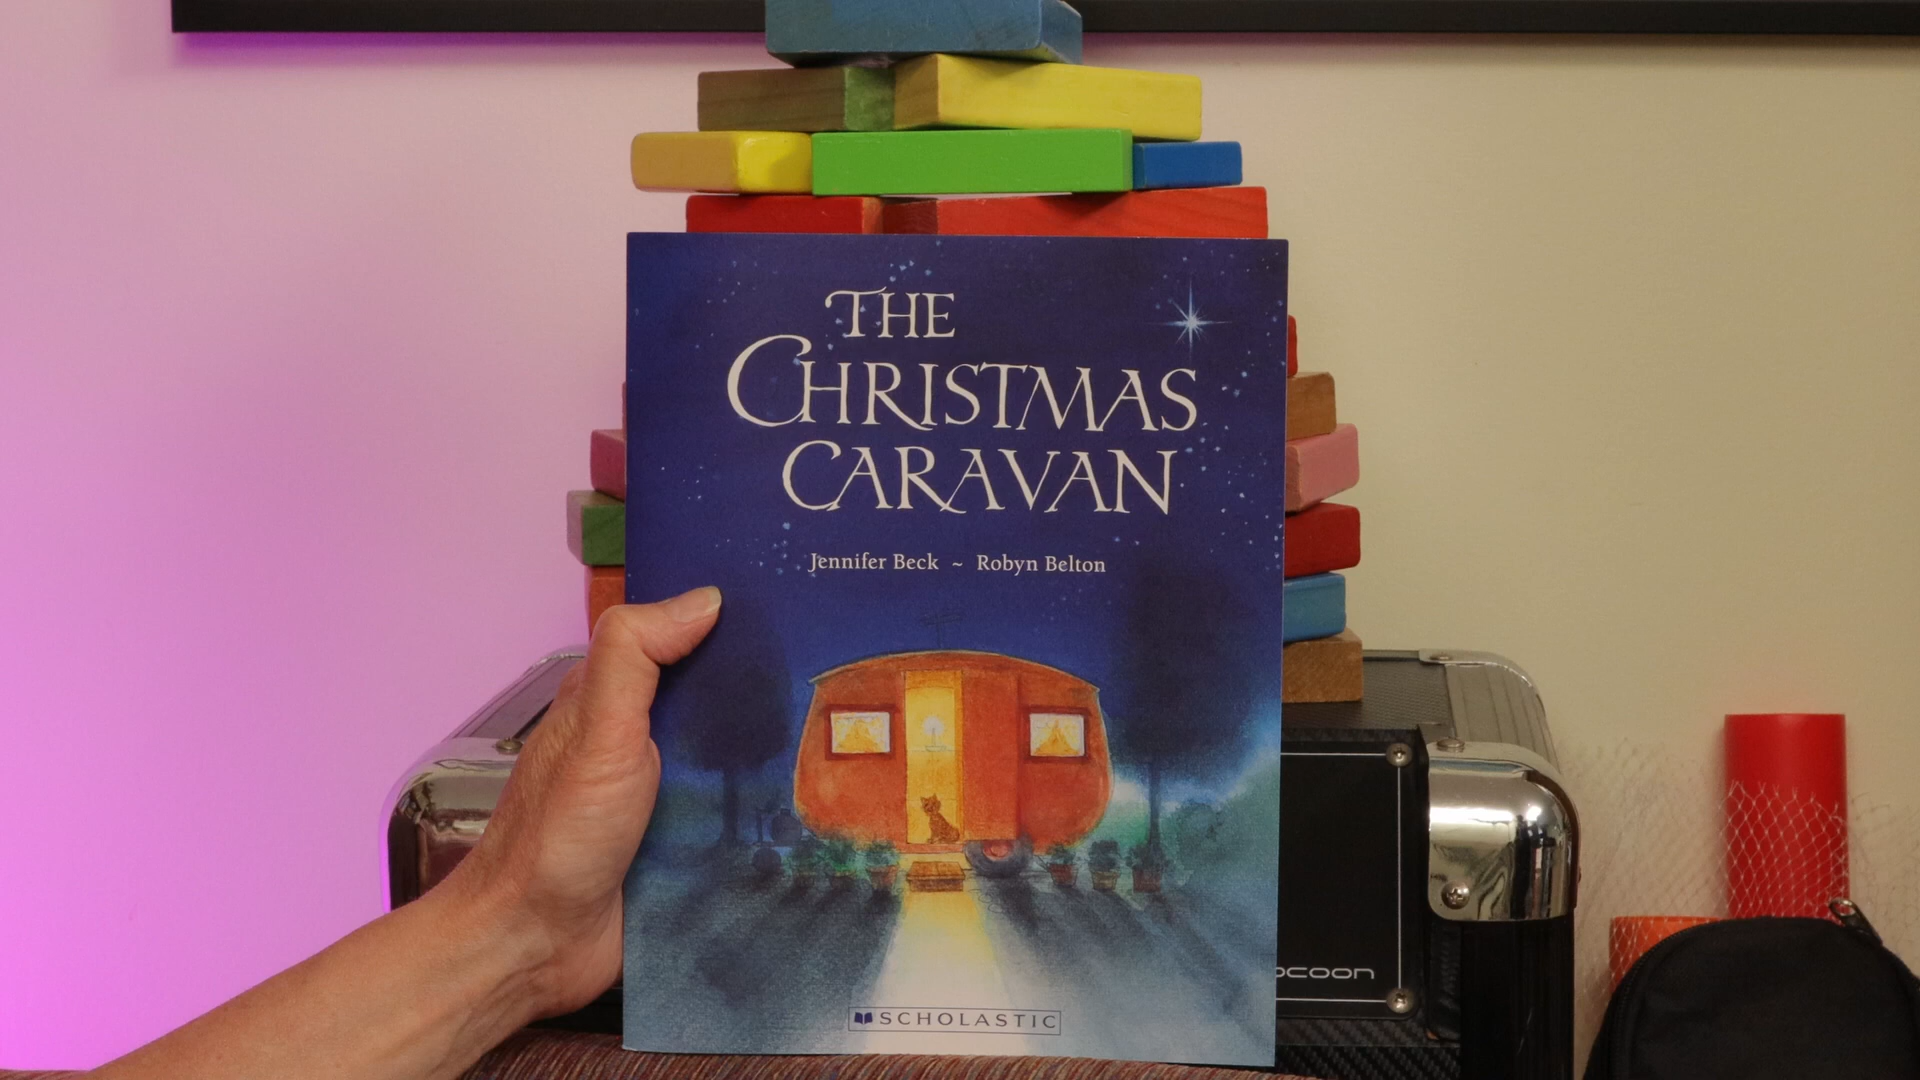 THE
CHRISTMAS
CARAVAN
Jennifer Beck ~ Robyn Belton
SCHOLASTIC